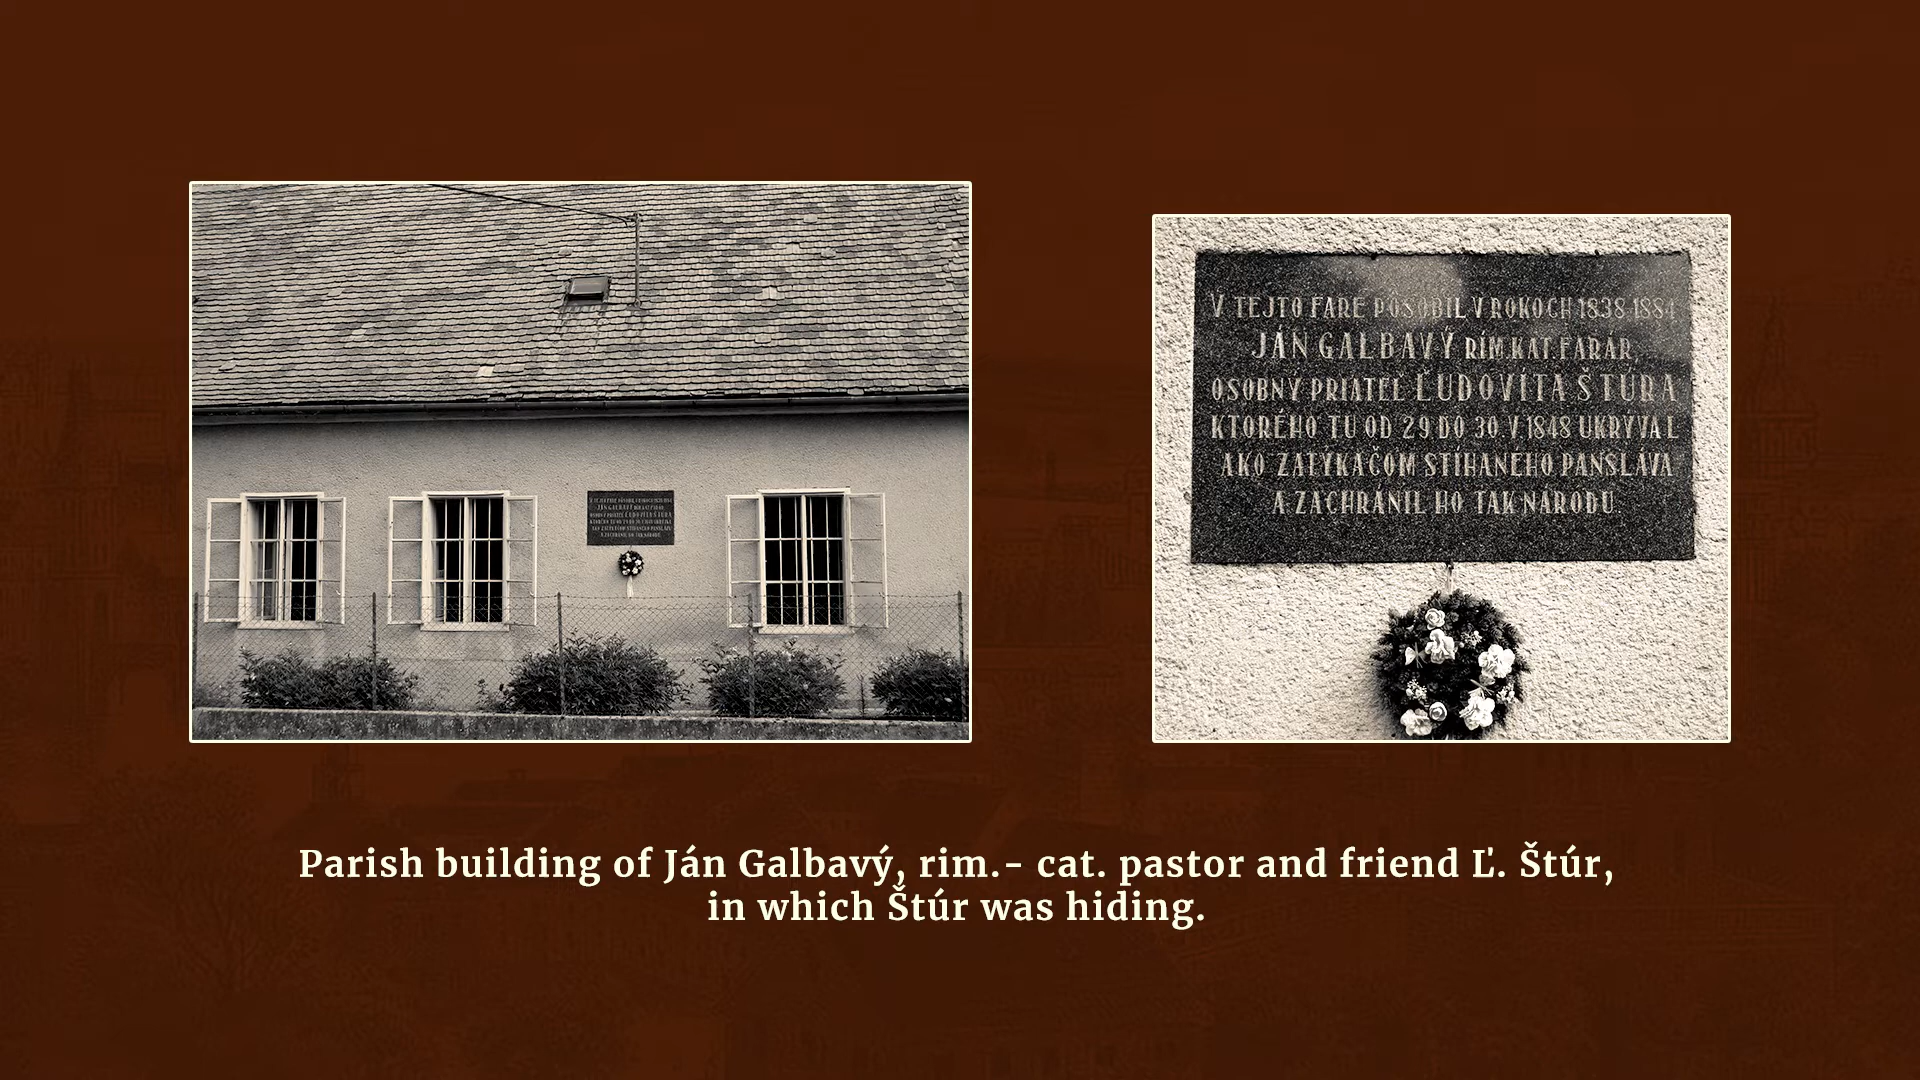 V TEJTO FARE PÔSOBIL V ROKOCH 1838-1884
JÁN GALBAVÝ RÍM.KAT.FARÁR,
OSOBNÝ PRIATEĽ ĽUDOVÍTA ŠTÚRA
KTORÉHO TU OD 29.DO 30.V.1848 UKRÝVAL
AKO ZATYKAČOM STÍHANÉHO PANSLÁVA
A ZACHRÁNIL HO TAK NÁRODU.
Parish building of Ján Galbavý, rim.- cat. pastor and friend Ľ. Štúr,
in which Štúr was hiding.